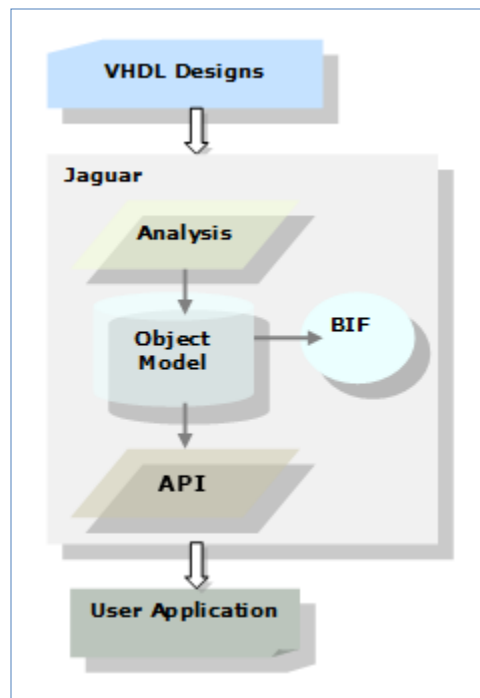 VHDL Designs
Jaguar
Analysis
Object
Model
BIF
API
User Application